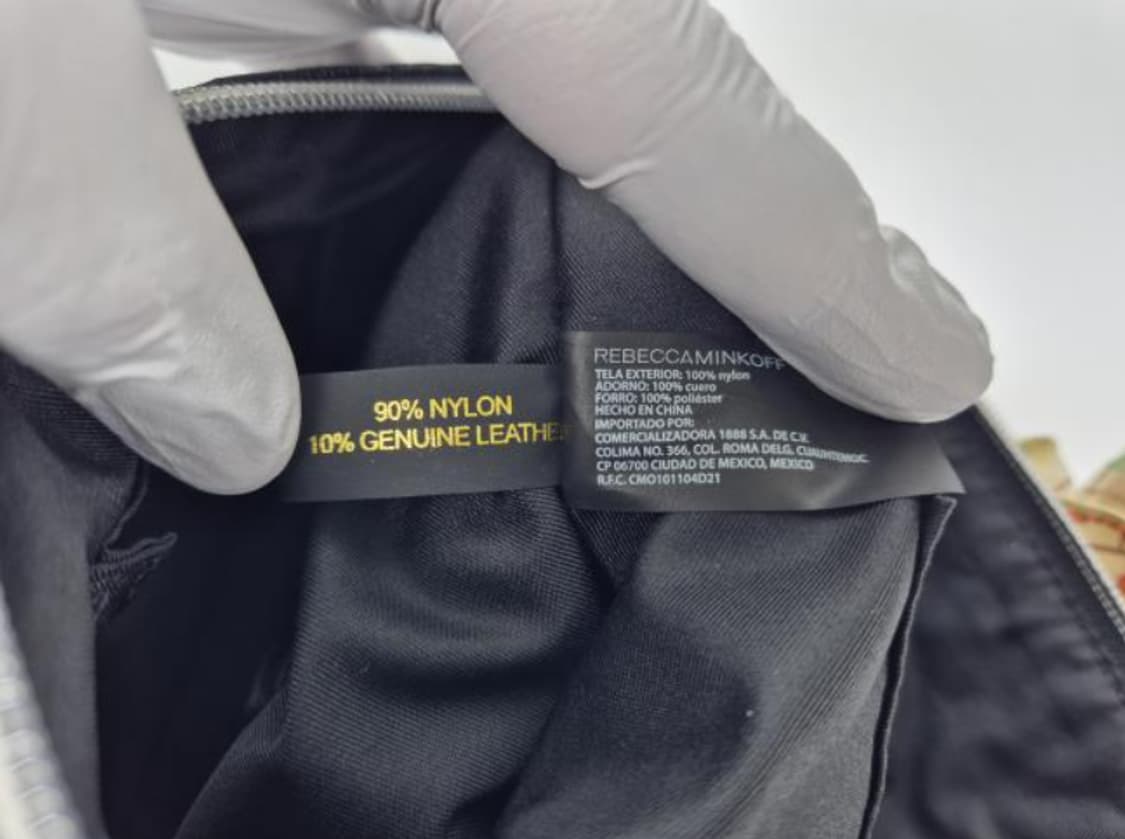 90% NYLON
10% GENUINE LEATHE
REBECCAMINKOFF
TELA EXTERIOR: 100% nylon
ADORNO: 100% cuero
FORRO: 100% poliéster
HECHO EN CHINA
IMPORTADO POR:
COMERCIALIZADORA 1888 S.A. DE C.V.
COLIMA NO. 366, COL. ROMA DELG. CUAUHTEMOC.
CP 06700 CIUDAD DE MEXICO, MEXICO
R.F.C. CMO101104D21